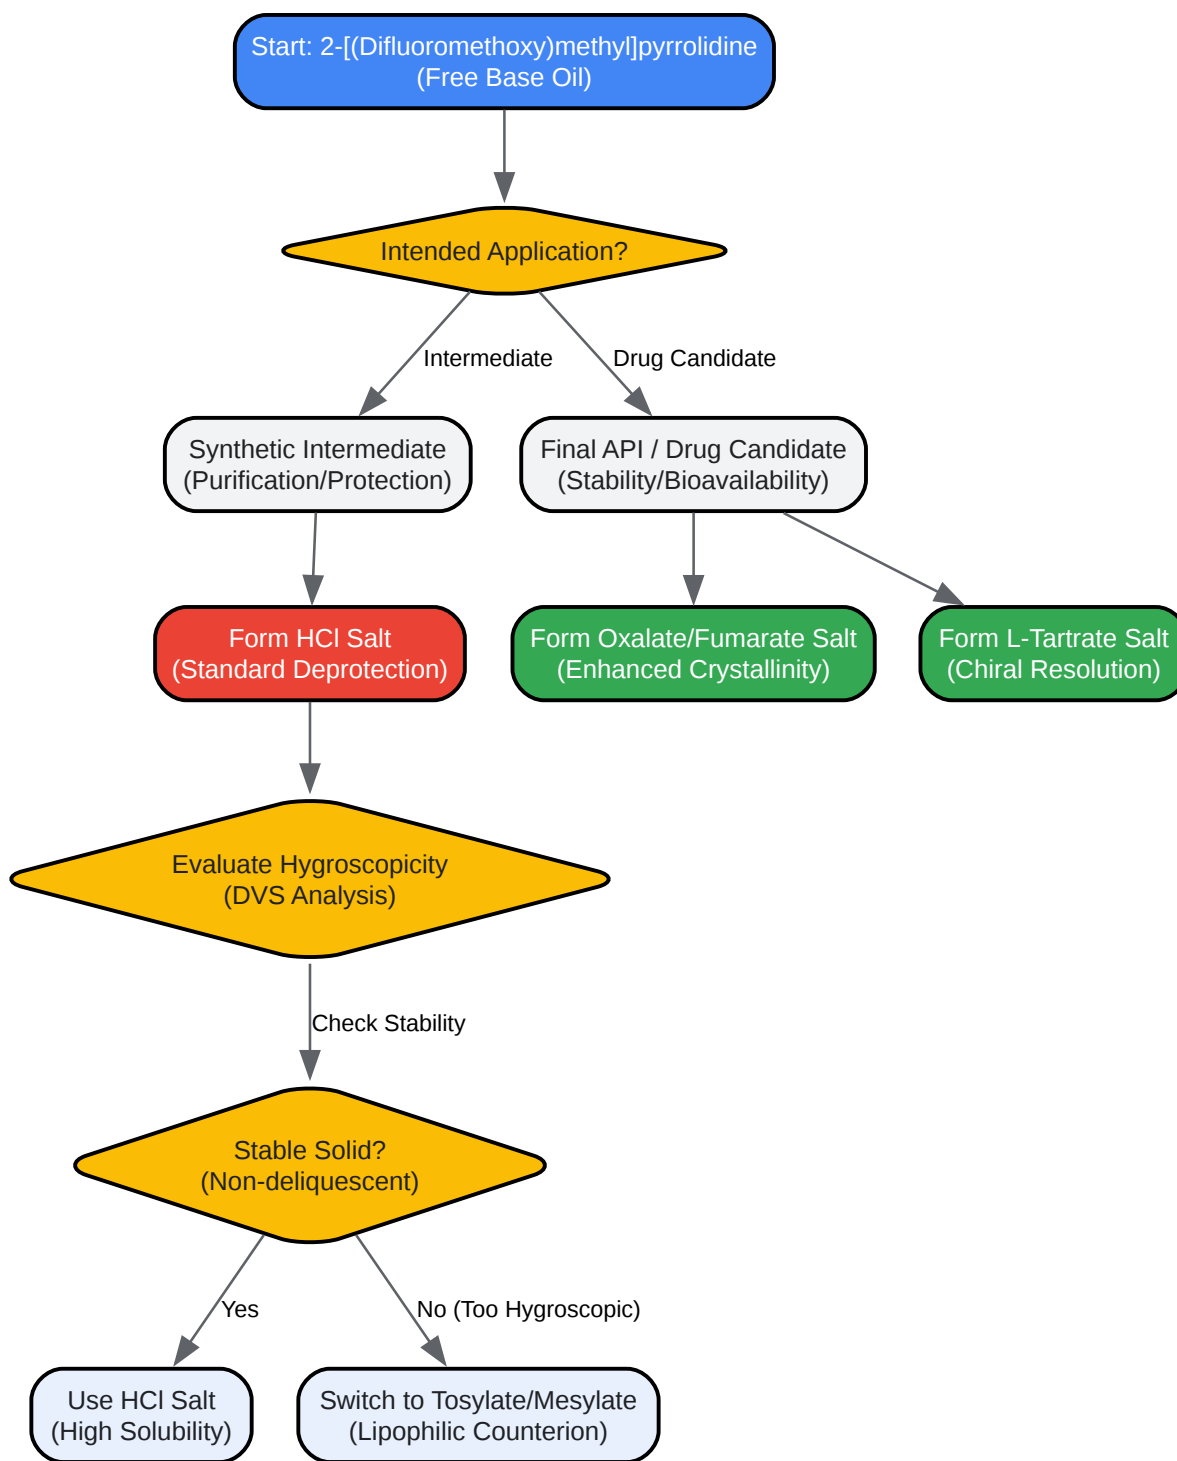 Start: 2-[(Difluoromethoxy)methyl]pyrrolidine
(Free Base Oil)
Intended Application?
Intermediate
Drug Candidate
Synthetic Intermediate
(Purification/Protection)
Final API / Drug Candidate
(Stability/Bioavailability)
Form HCl Salt
(Standard Deprotection)
Form Oxalate/Fumarate Salt
(Enhanced Crystallinity)
Form L-Tartrate Salt
(Chiral Resolution)
Evaluate Hygroscopicity
(DVS Analysis)
Check Stability
Stable Solid?
(Non-deliquescent)
Yes
No (Too Hygroscopic)
Use HCl Salt
(High Solubility)
Switch to Tosylate/Mesylate
(Lipophilic Counterion)